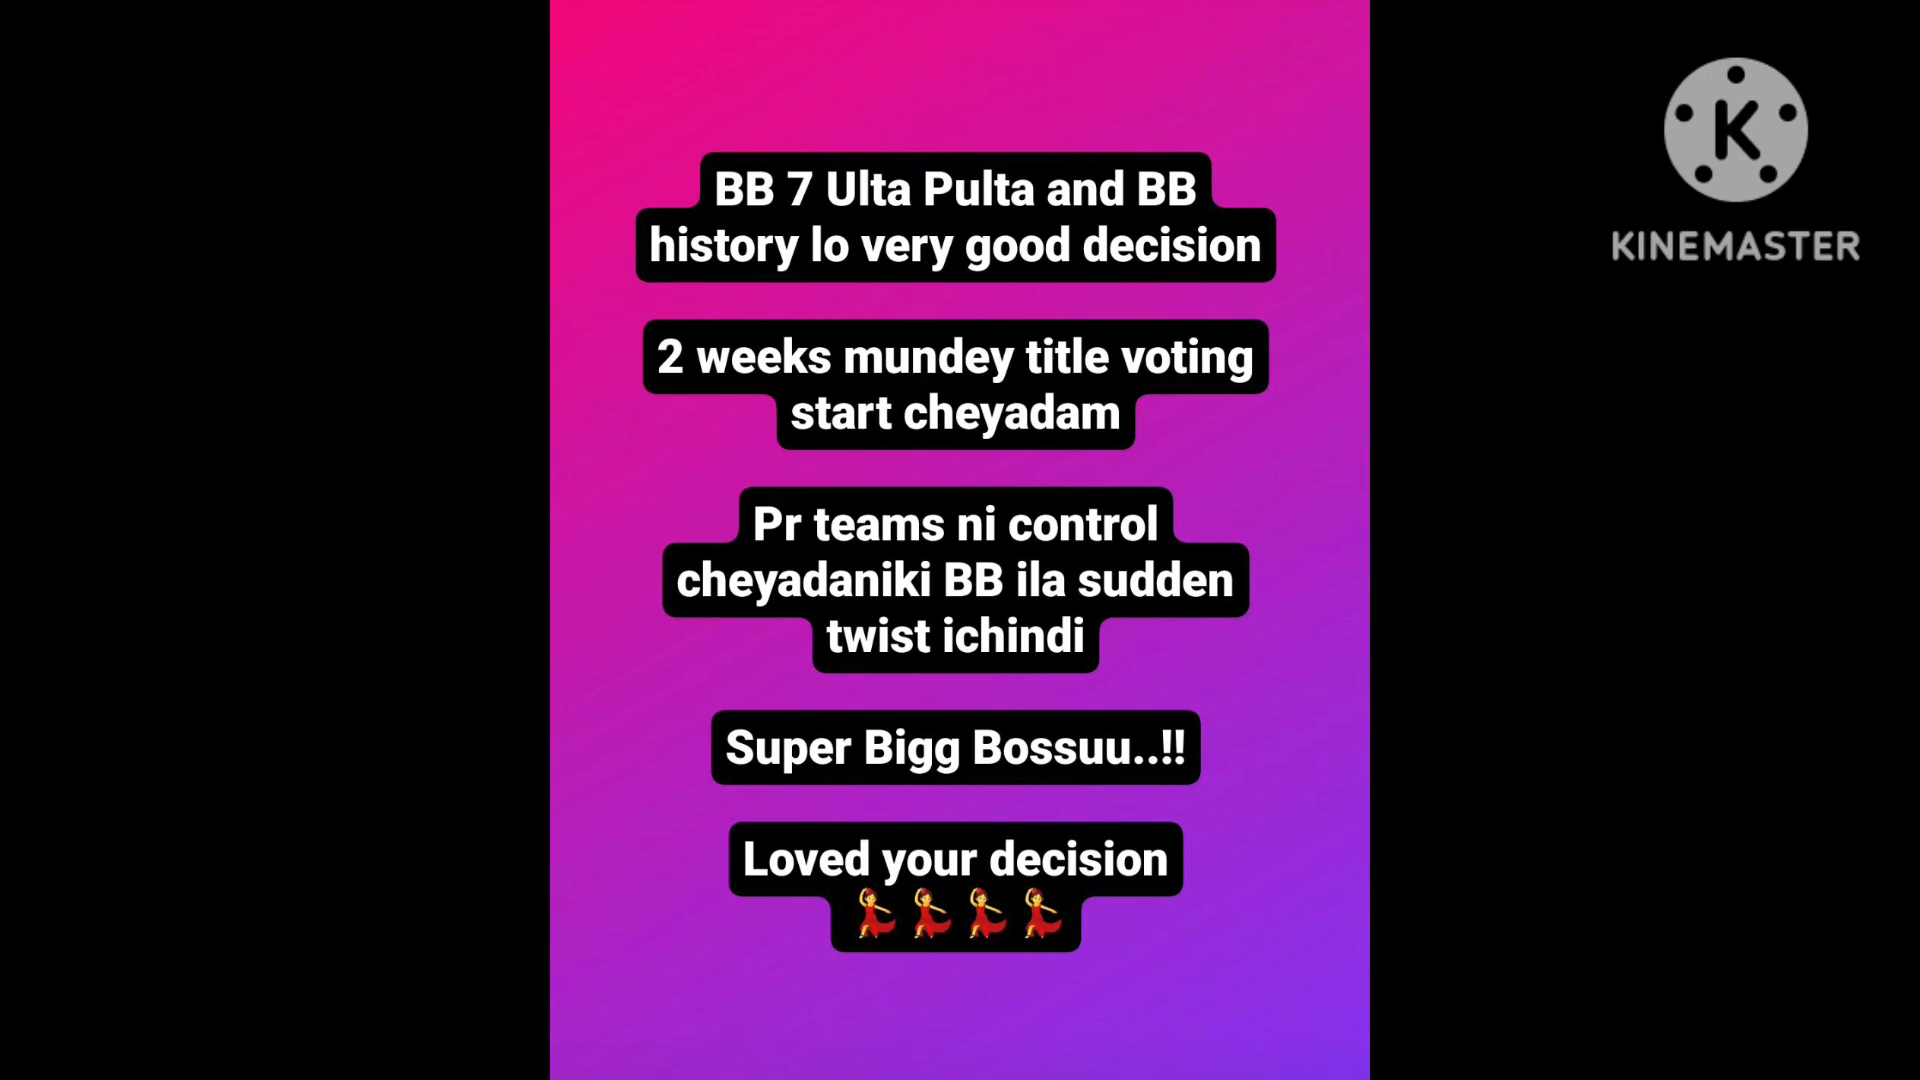 BB 7 Ulta Pulta and BB
history lo very good decision
2 weeks mundey title voting
start cheyadam
Pr teams ni control
cheyadaniki BB ila sudden
twist ichindi
Super Bigg Bossuu..!!
Loved your decision
💃💃💃💃
K
KINEMASTER